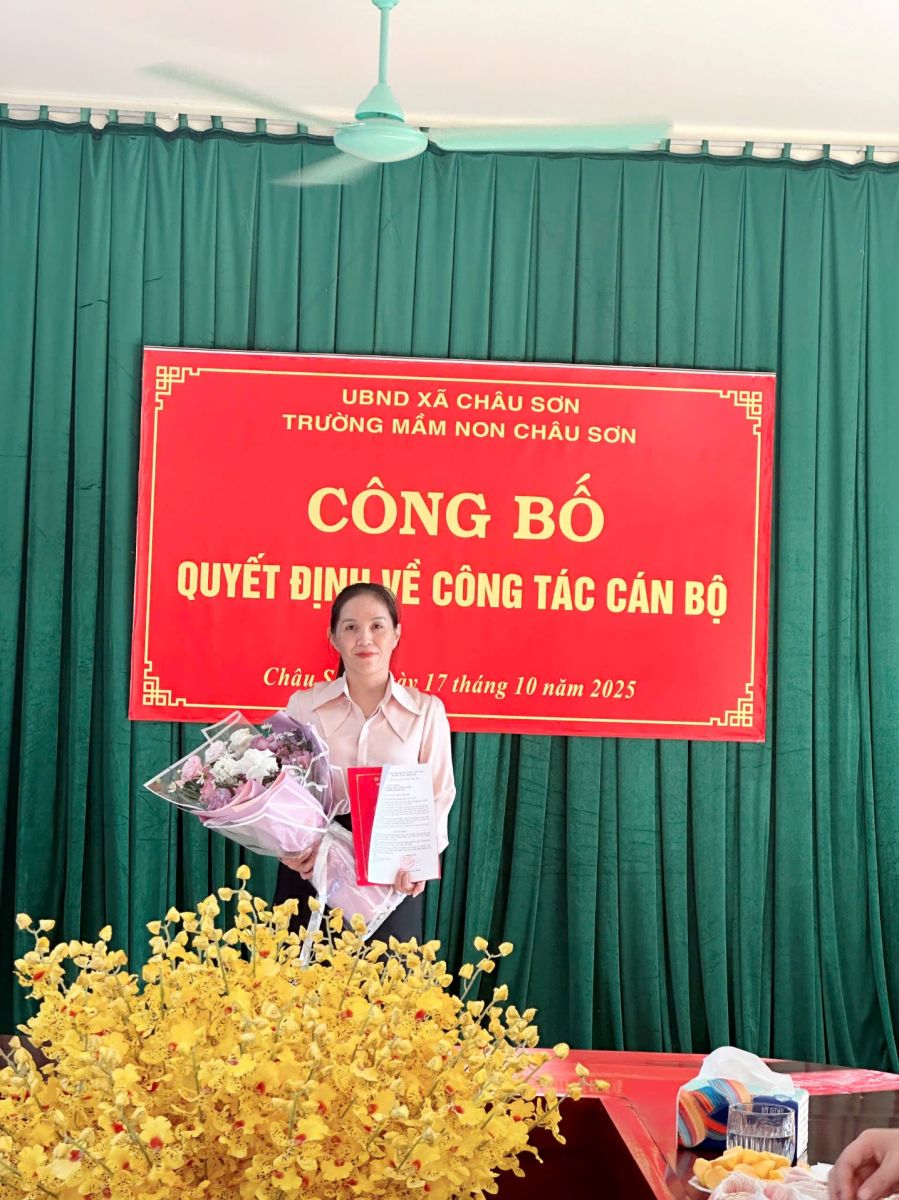 UBND XÃ CHÂU SƠN
TRƯỜNG MẦM NON CHÂU SƠN
CÔNG BỐ
QUYẾT ĐỊNH VỀ CÔNG TÁC CÁN BỘ
Châu 17 tháng 10 năm 2025